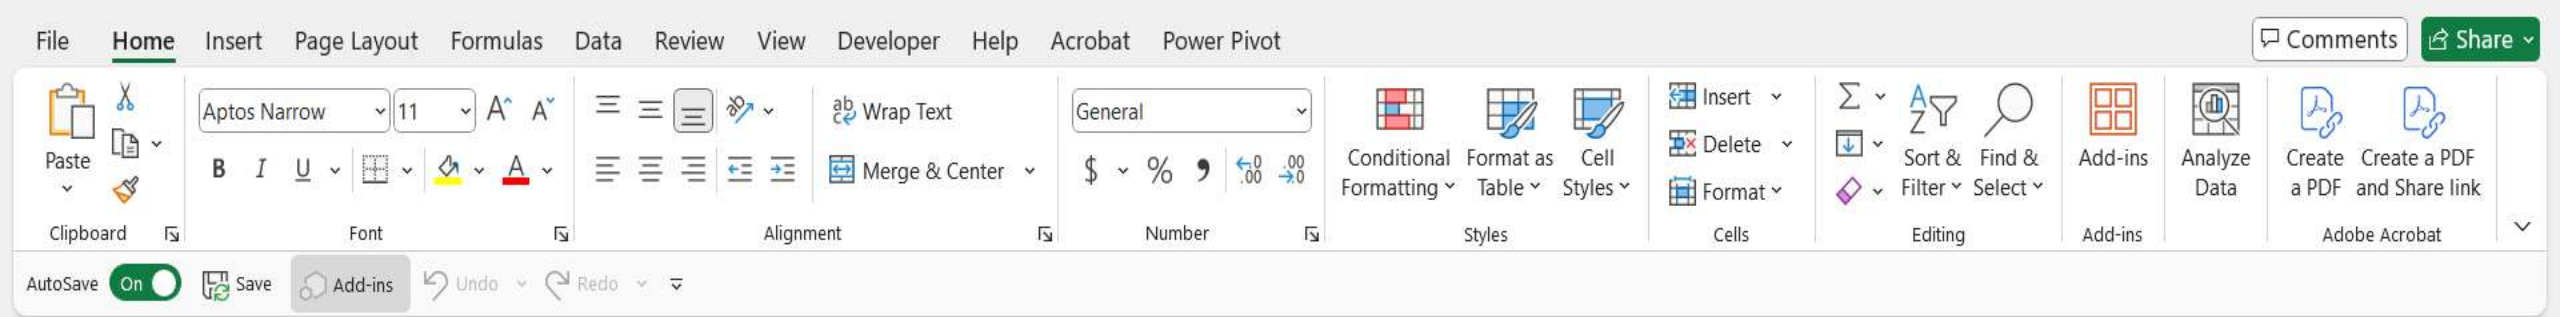 File Home Insert Page Layout Formulas Data Review View Developer Help Acrobat Power Pivot Comments Share
Aptos Narrow 11 A A ab Wrap Text General Insert Σ A Z
Paste Conditional Formatting Format as Table Cell Styles Delete Sort & Filter Find & Select Add-ins Analyze Data Create a PDF Create a PDF and Share link
B I U A Merge & Center $ % , .00 .00 Format
Clipboard Font Alignment Number Styles Cells Editing Add-ins Adobe Acrobat
AutoSave On Save Add-ins Undo Redo